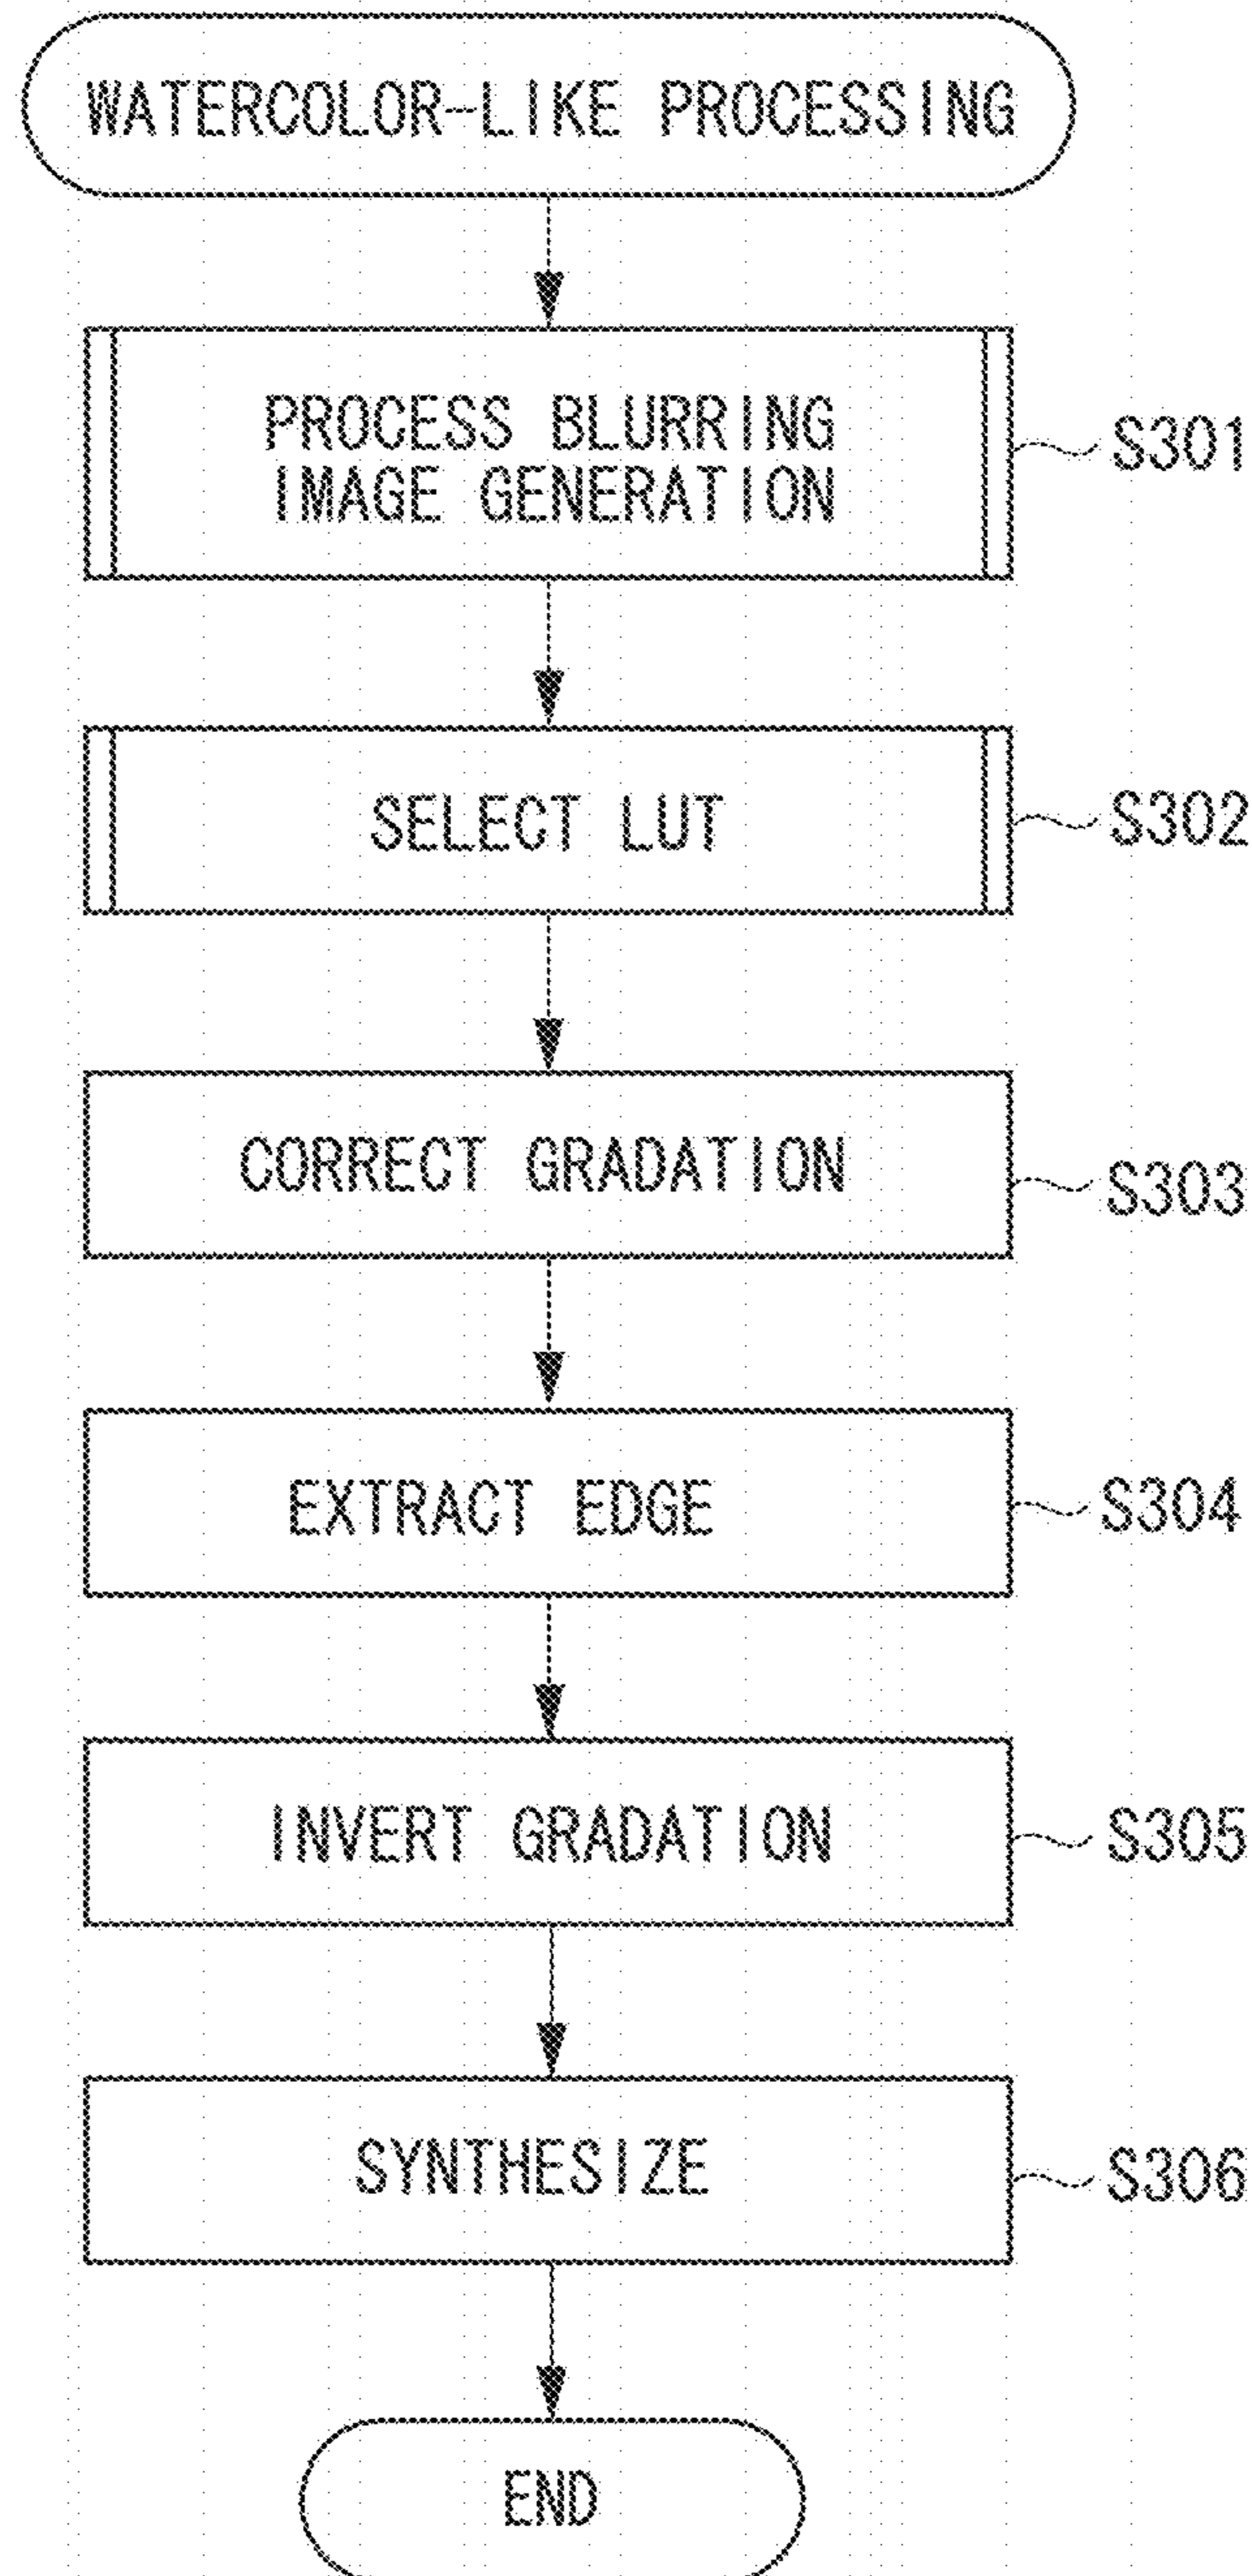 WATERCOLOR-LIKE PROCESSING
PROCESS BLURRING
IMAGE GENERATION
S301
SELECT LUT
S302
CORRECT GRADATION
S303
EXTRACT EDGE
S304
INVERT GRADATION
S305
SYNTHESIZE
S306
END